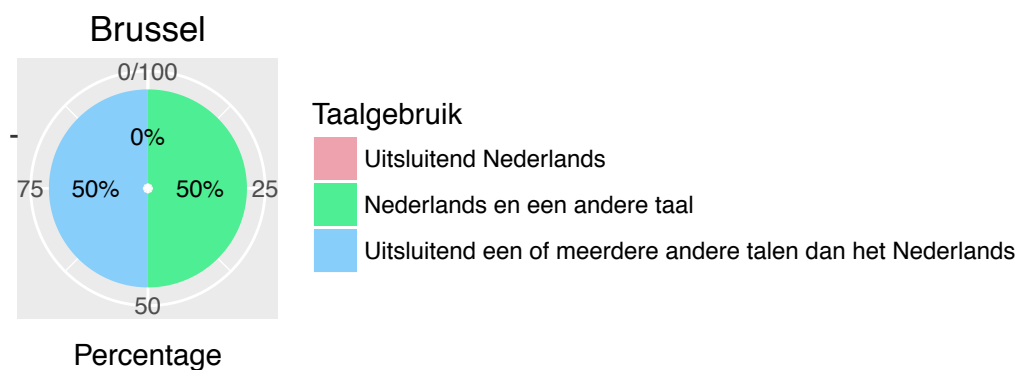 Brussel
0/100
0%
-
75
50%
50%
25
50
Percentage
Taalgebruik
Uitsluitend Nederlands
Nederlands en een andere taal
Uitsluitend een of meerdere andere talen dan het Nederlands